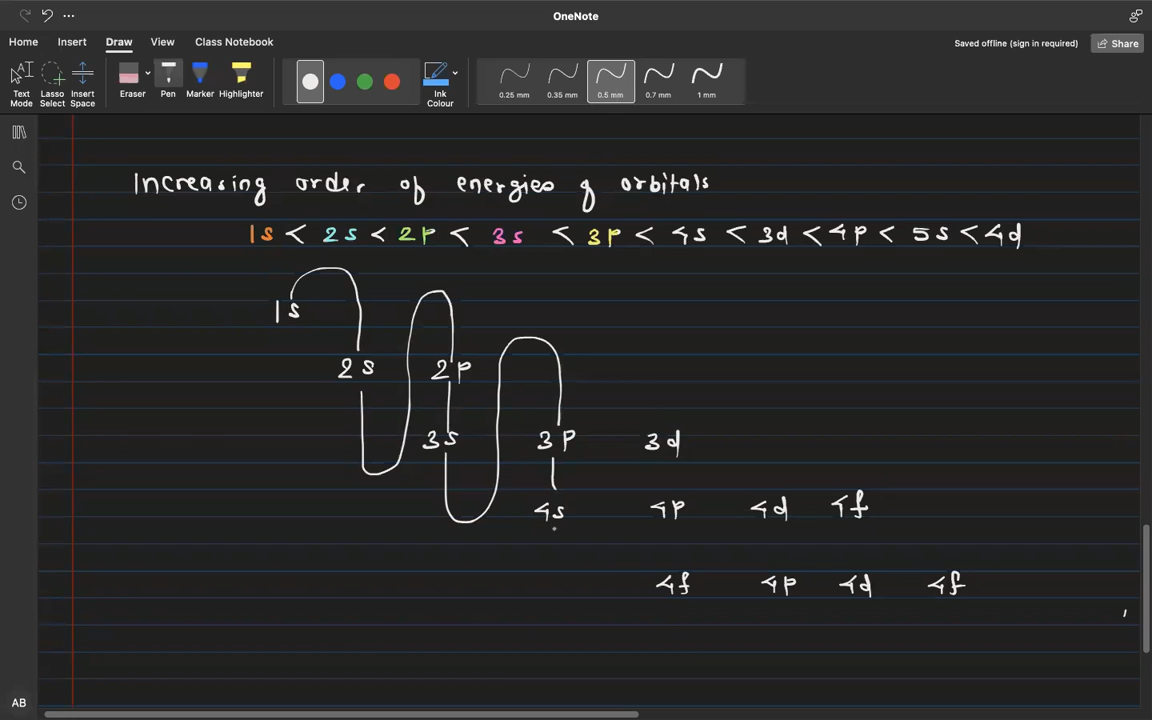 OneNote
Home Insert Draw View Class Notebook
Saved offline (sign in required) Share
Text Mode Lasso Select Insert Space Eraser Pen Marker Highlighter Ink Colour 0.25 mm 0.35 mm 0.5 mm 0.7 mm 1 mm
Increasing order of energies of orbitals
1s < 2s < 2p < 3s < 3p < 4s < 3d < 4p < 5s < 4d
1s
2s 2p
3s 3p 3d
4s 4p 4d 4f
4f 4p 4d 4f
AB